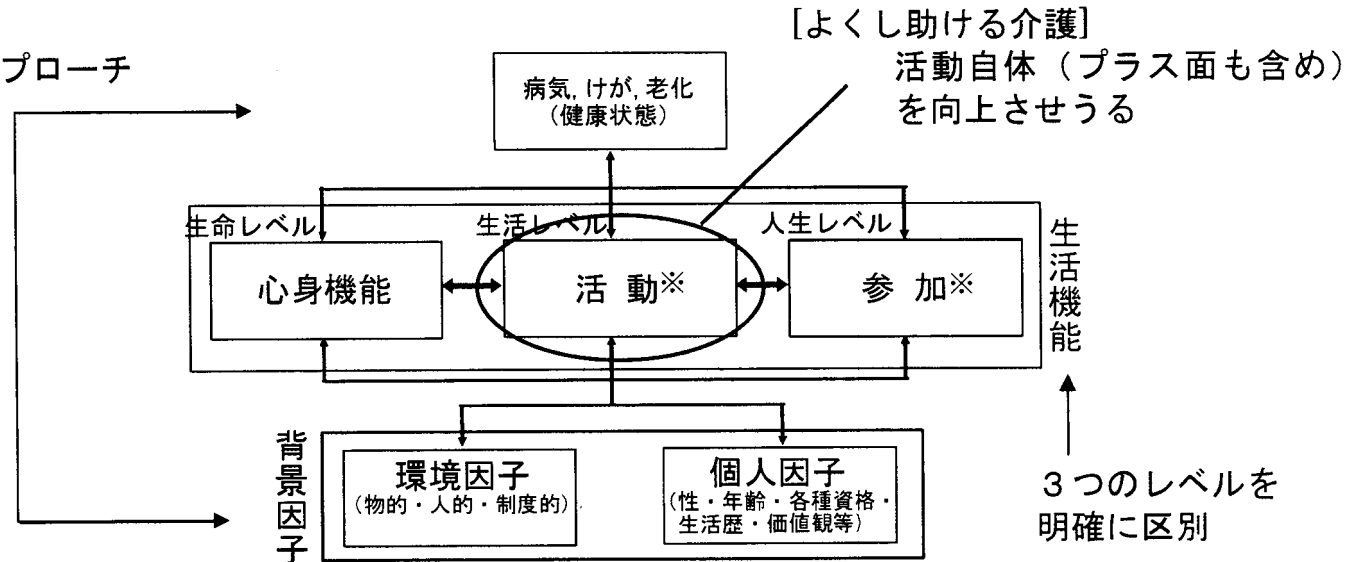 [よくし助ける介護]
活動自体（プラス面も含め）
を向上させうる
プローチ
病気，けが，老化
（健康状態）
生命レベル
生活レベル
人生レベル
心身機能
活 動※
参 加※
生活機能
背景因子
環境因子
（物的・人的・制度的）
個人因子
（性・年齢・各種資格・
生活歴・価値観等）
３つのレベルを
明確に区別